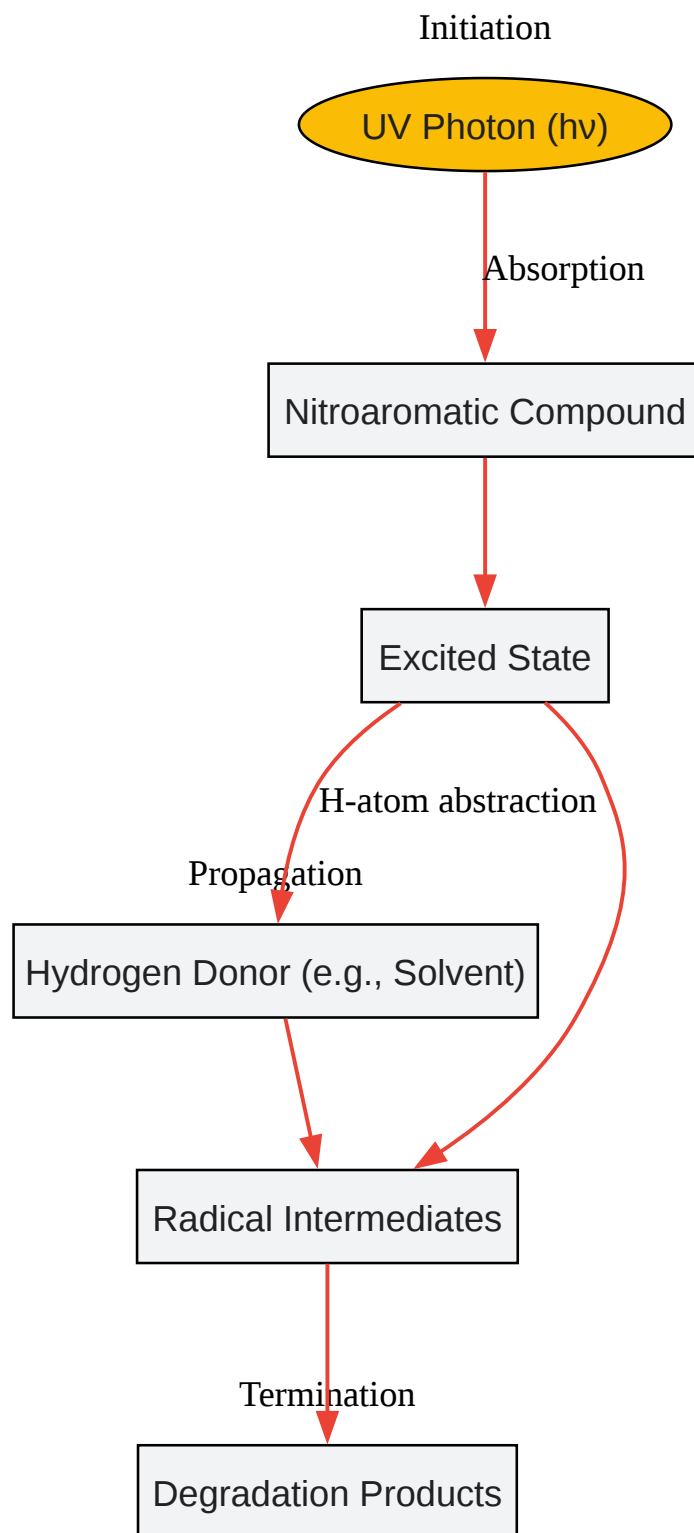 Initiation
UV Photon (hν)
Absorption
Nitroaromatic Compound
Excited State
H-atom abstraction
Propagation
Hydrogen Donor (e.g., Solvent)
Radical Intermediates
Termination
Degradation Products